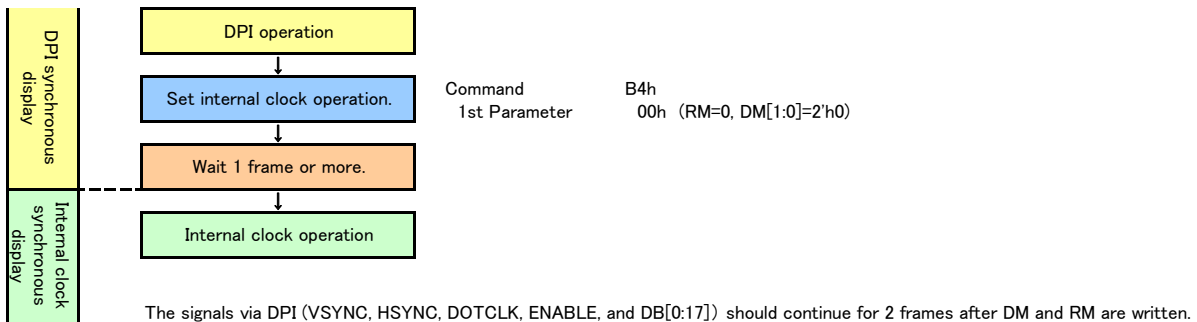 DPI synchronous
display
DPI operation
Set internal clock operation.
Command B4h
1st Parameter 00h (RM=0, DM[1:0]=2'h0)
Wait 1 frame or more.
Internal clock
synchronous
display
Internal clock operation
The signals via DPI (VSYNC, HSYNC, DOTCLK, ENABLE, and DB[0:17]) should continue for 2 frames after DM and RM are written.